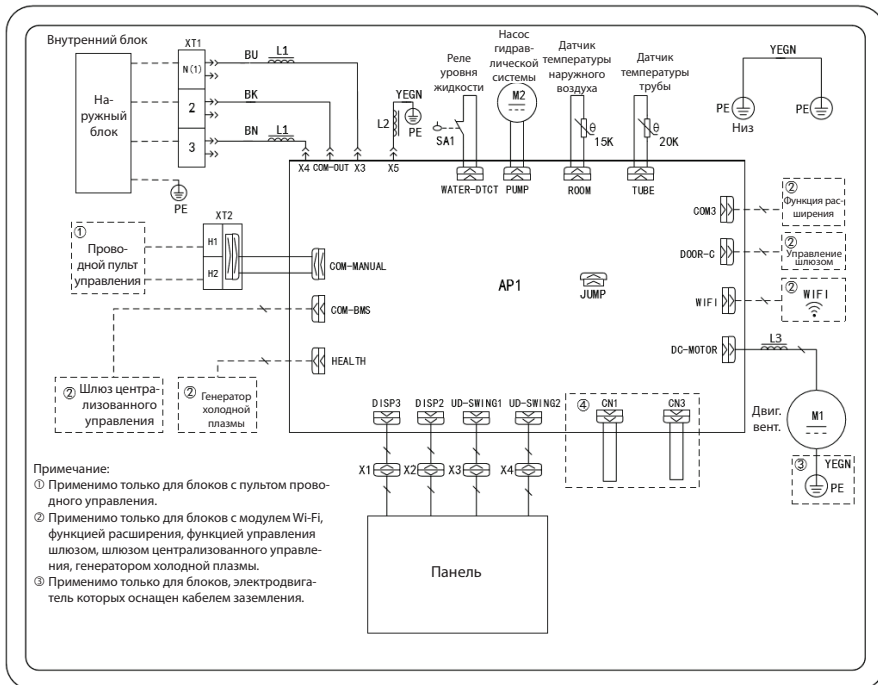 Внутренний блок
XT1
N(1)
2
3
BU
L1
BK
BN
L1
На-
ружный
блок
PE
YEGN
L2
PE
X4
COM-OUT
X3
X5
Реле
уровня
жидкости
SA1
WATER-DTCT
Насос
гидрав-
лической
системы
M2
PUMP
Датчик
температуры
наружного
воздуха
θ
15K
ROOM
Датчик
температуры
трубы
θ
20K
TUBE
YEGN
PE
Низ
PE
①
Прово-
дной пульт
управления
XT2
H1
H2
COM-MANUAL
COM-BMS
HEALTH
② Шлюз центра-
лизованного
управления
② Генератор
холодной
плазмы
AP1
JUMP
COM3
②
Функция рас-
ширения
DOOR-C
②
Управление
шлюзом
WIFI
② WIFI
DC-MOTOR
L3
Двиг.
вент.
M1
③ YEGN
PE
DISP3
DISP2
UD-SWING1
UD-SWING2
④
CN1
CN3
X1
X2
X3
X4
Панель
Примечание:
① Применимо только для блоков с пультом прово-
дного управления.
② Применимо только для блоков с модулем Wi-Fi,
функцией расширения, функцией управления
шлюзом, шлюзом централизованного управле-
ния, генератором холодной плазмы.
③ Применимо только для блоков, электродвига-
тель которых оснащен кабелем заземления.